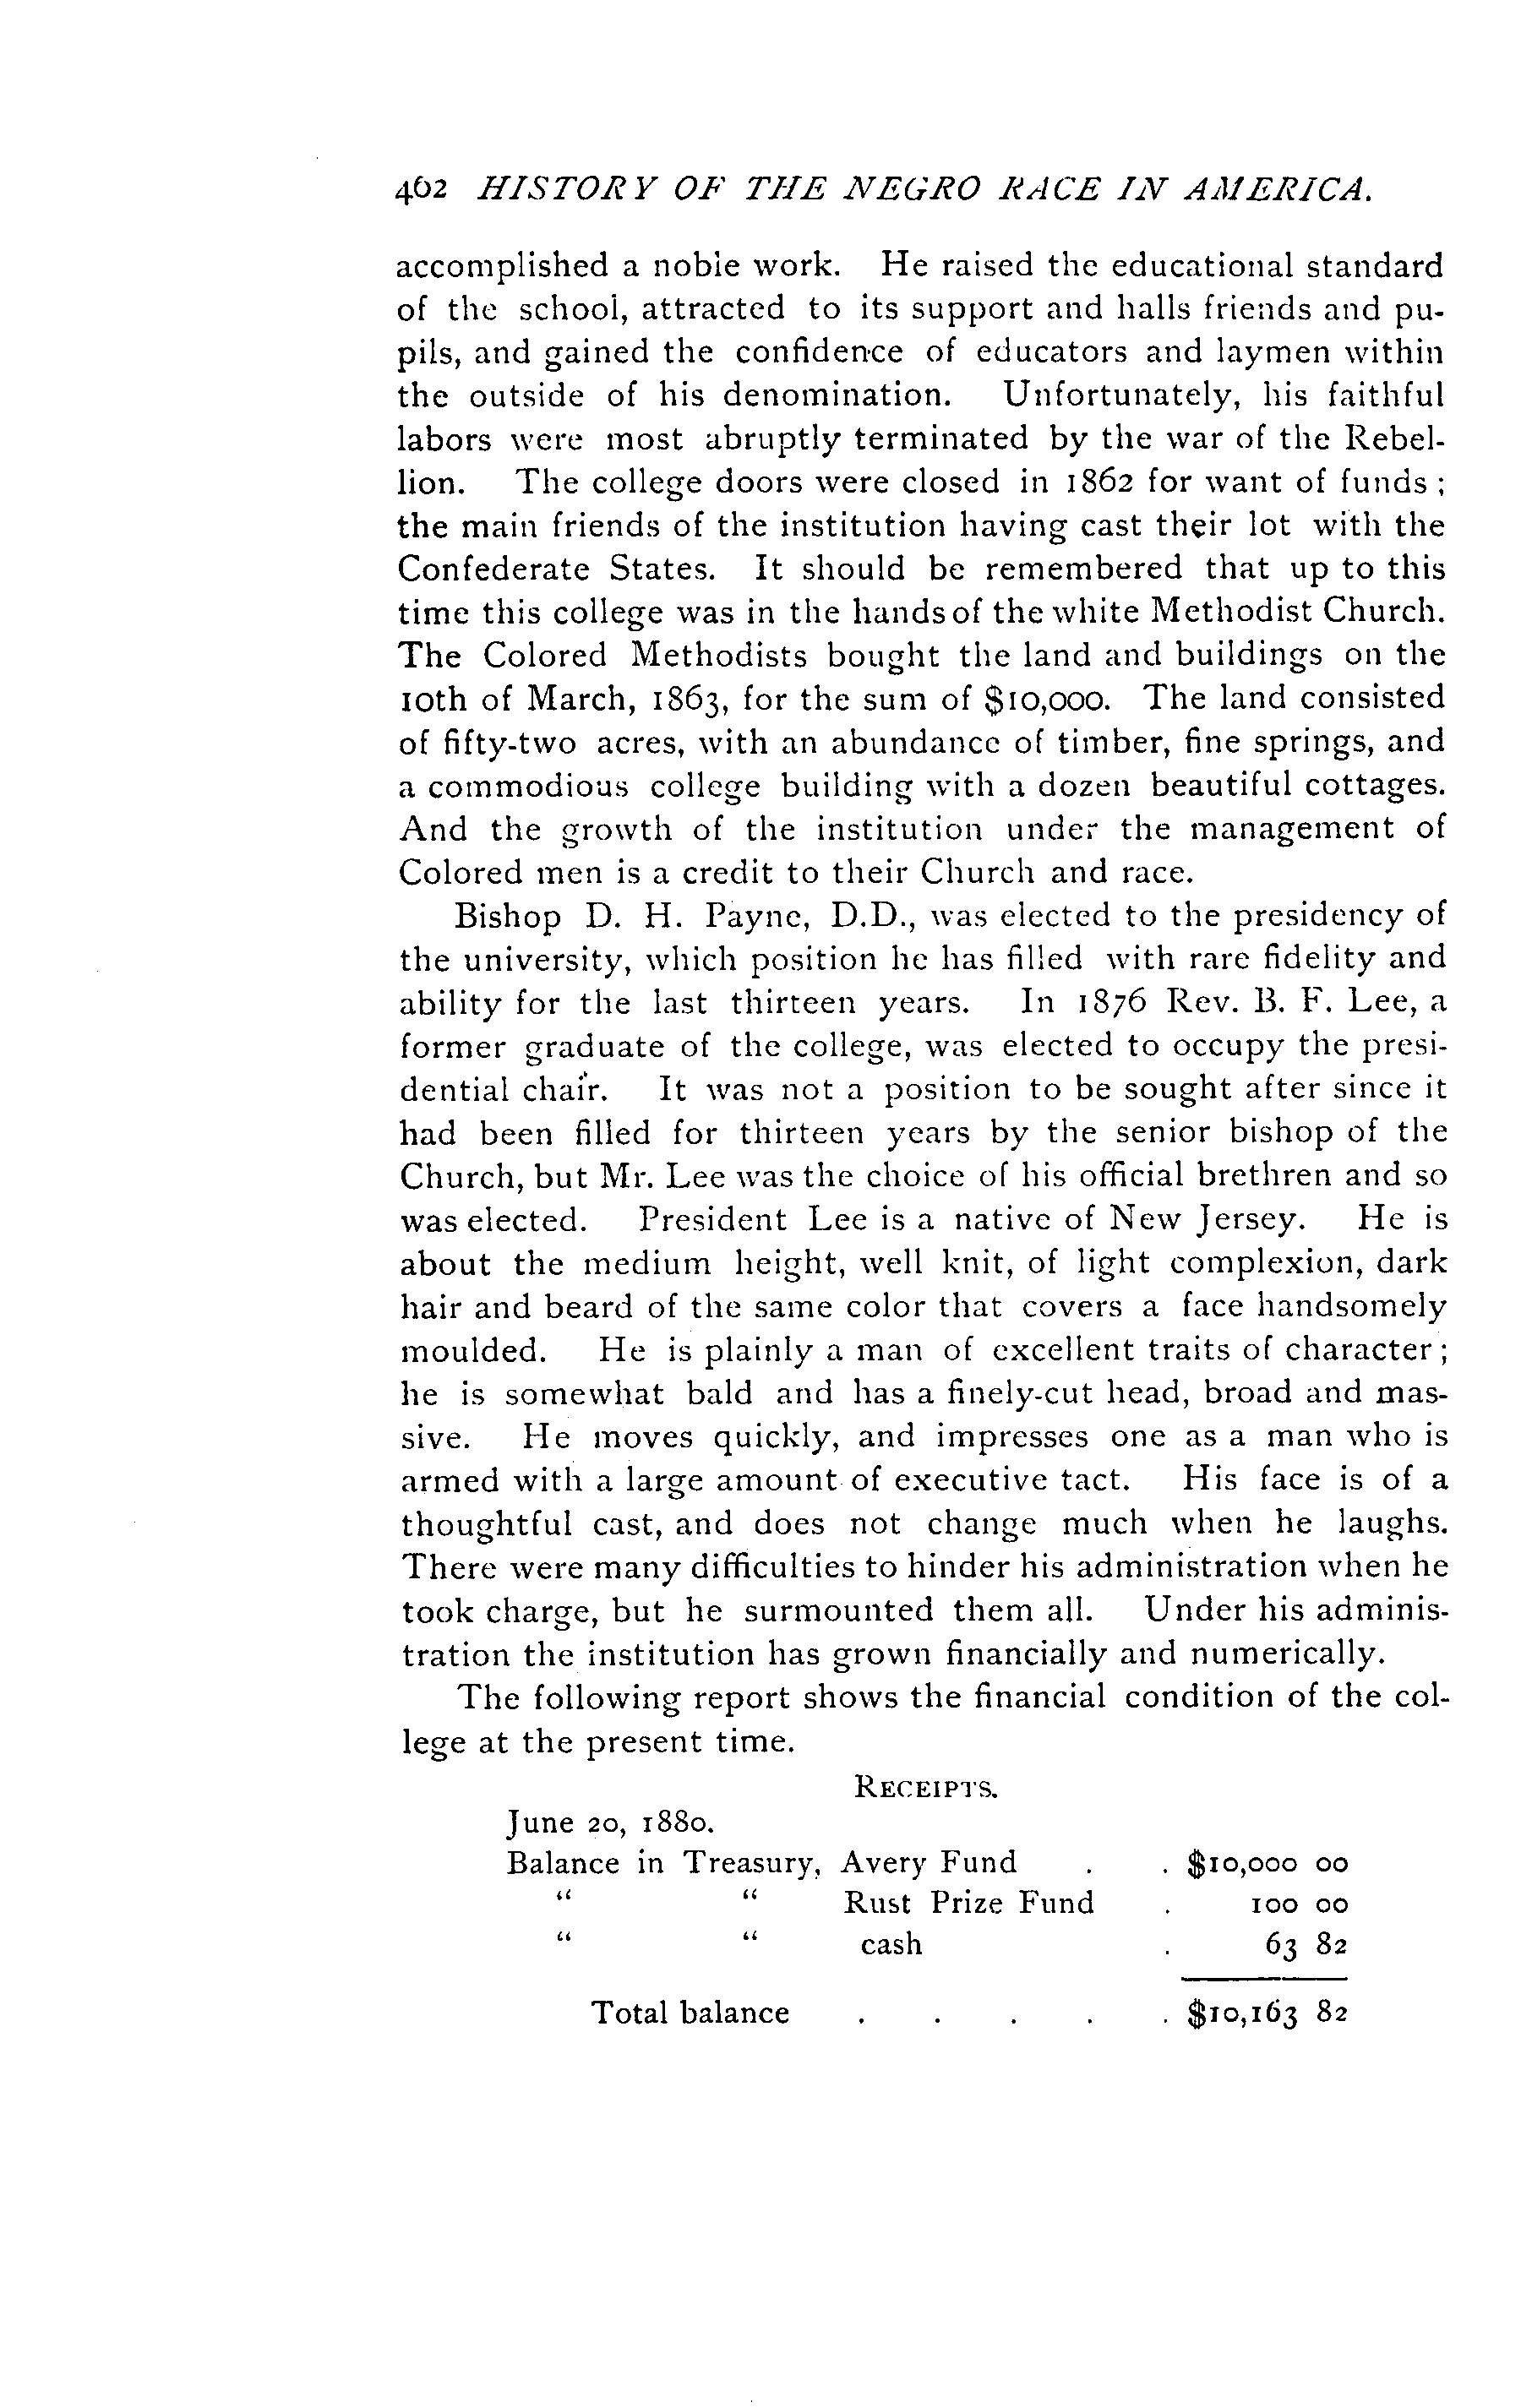 462 HISTORY OF THE NEGRO RACE IN AMERICA.
accomplished a noble work. He raised the educational standard
of the school, attracted to its support and halls friends and pu-
pils, and gained the confidence of educators and laymen within
the outside of his denomination. Unfortunately, his faithful
labors were most abruptly terminated by the war of the Rebel-
lion. The college doors were closed in 1862 for want of funds ;
the main friends of the institution having cast their lot with the
Confederate States. It should be remembered that up to this
time this college was in the hands of the white Methodist Church.
The Colored Methodists bought the land and buildings on the
10th of March, 1863, for the sum of $10,000. The land consisted
of fifty-two acres, with an abundance of timber, fine springs, and
a commodious college building with a dozen beautiful cottages.
And the growth of the institution under the management of
Colored men is a credit to their Church and race.
Bishop D. H. Payne, D.D., was elected to the presidency of
the university, which position he has filled with rare fidelity and
ability for the last thirteen years. In 1876 Rev. B. F. Lee, a
former graduate of the college, was elected to occupy the presi-
dential chair. It was not a position to be sought after since it
had been filled for thirteen years by the senior bishop of the
Church, but Mr. Lee was the choice of his official brethren and so
was elected. President Lee is a native of New Jersey. He is
about the medium height, well knit, of light complexion, dark
hair and beard of the same color that covers a face handsomely
moulded. He is plainly a man of excellent traits of character ;
he is somewhat bald and has a finely-cut head, broad and mas-
sive. He moves quickly, and impresses one as a man who is
armed with a large amount of executive tact. His face is of a
thoughtful cast, and does not change much when he laughs.
There were many difficulties to hinder his administration when he
took charge, but he surmounted them all. Under his adminis-
tration the institution has grown financially and numerically.
The following report shows the financial condition of the col-
lege at the present time.
RECEIPTS.
June 20, 1880.
Balance in Treasury, Avery Fund . . $10,000 00
" " Rust Prize Fund . 100 00
" " cash . 63 82
Total balance . . . . . $10,163 82